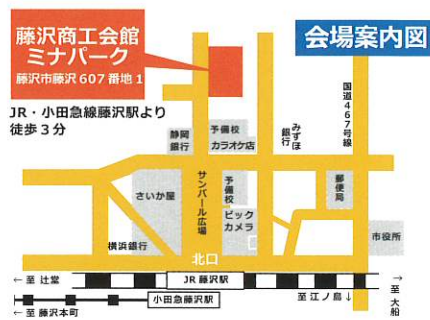 藤沢商工会館
ミナパーク
藤沢市藤沢607番地1
会場案内図
JR・小田急線藤沢駅より
徒歩3分
国道467号線
静岡
銀行
予備校
カラオケ店
みずほ
銀行
さいか屋
サンパール広場
予備校
ビック
カメラ
郵便局
市役所
横浜銀行
北口
←至 辻堂
JR藤沢駅
小田急藤沢駅
至江ノ島↓
→至 大船
←至 藤沢本町